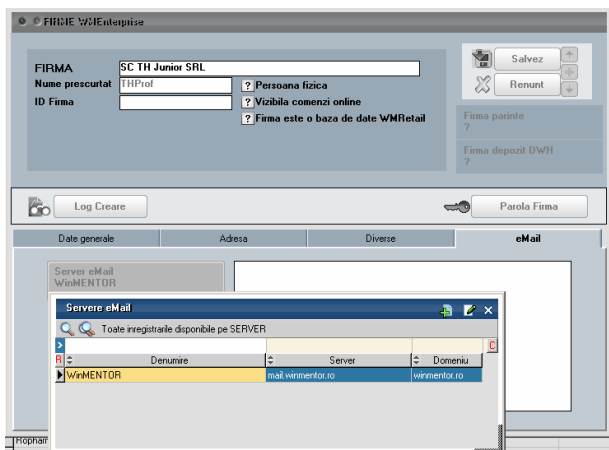 FIRME WMEnterprise
FIRMA SC TH Junior SRL
Nume prescurtat THProf ? Persoana fizica
ID Firma ? Vizibila comenzi online
? Firma este o baza de date WMRetail
Salvez
Renunt
Firma parinte
?
Firma depozit DWH
?
Log Creare Parola Firma
Date generale Adresa Diverse eMail
Server eMail
WinMENTOR
Servere eMail
Toate inregistrarile disponibile pe SERVER
C
R Denumire Server Domeniu
WinMENTOR mail.winmentor.ro winmentor.ro